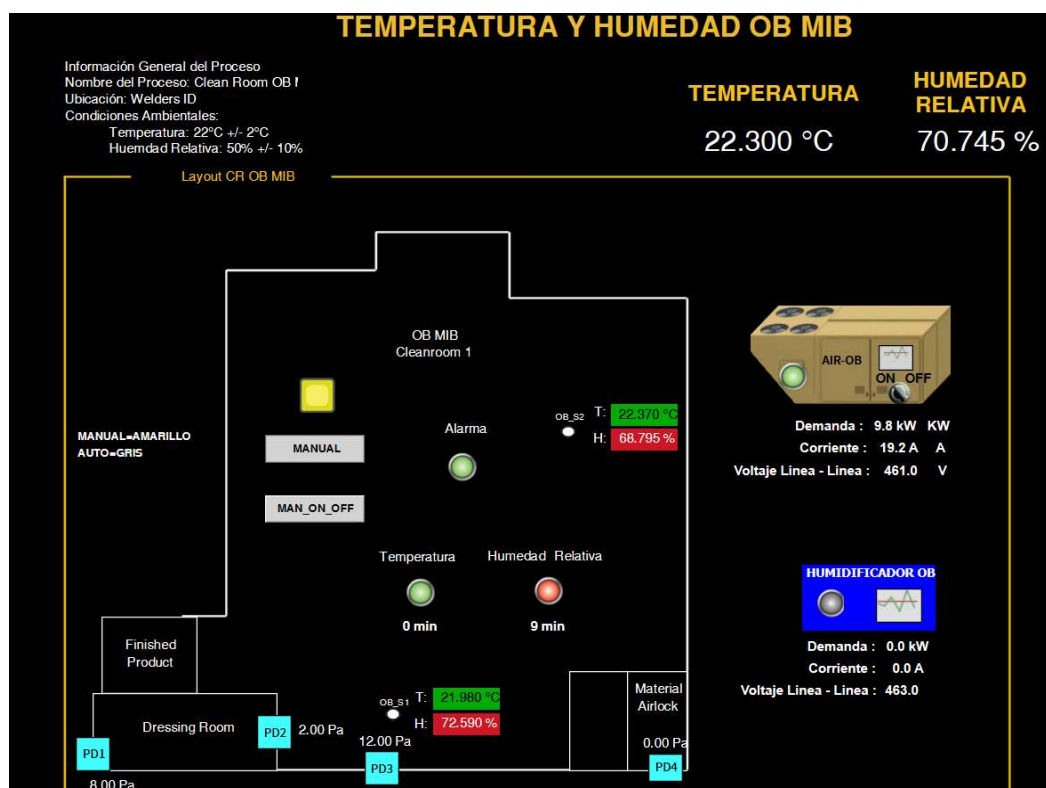 TEMPERATURA Y HUMEDAD OB MIB
Información General del Proceso
Nombre del Proceso: Clean Room OB
Ubicación: Welders ID
Condiciones Ambientales:
Temperatura: 22ºC +/- 2ºC
Huemdad Relativa: 50% +/- 10%
TEMPERATURA
22.300 °C
HUMEDAD
RELATIVA
70.745 %
Layout CR OB MIB
OB MIB
Cleanroom 1
MANUAL=AMARILLO
AUTO=GRIS
MANUAL
MAN_ON_OFF
Alarma
OB_S2
T: 22.370 °C
H: 68.795 %
Temperatura
0 min
Humedad Relativa
9 min
AIR-OB
ON OFF
Demanda : 9.8 kW KW
Corriente : 19.2 A A
Voltaje Linea - Linea : 461.0 V
HUMIDIFICADOR OB
Demanda : 0.0 kW
Corriente : 0.0 A
Voltaje Linea - Linea : 463.0
Finished
Product
Dressing Room
PD1
8.00 Pa
PD2
2.00 Pa
OB_S1
T: 21.980 °C
H: 72.590 %
12.00 Pa
PD3
Material
Airlock
0.00 Pa
PD4